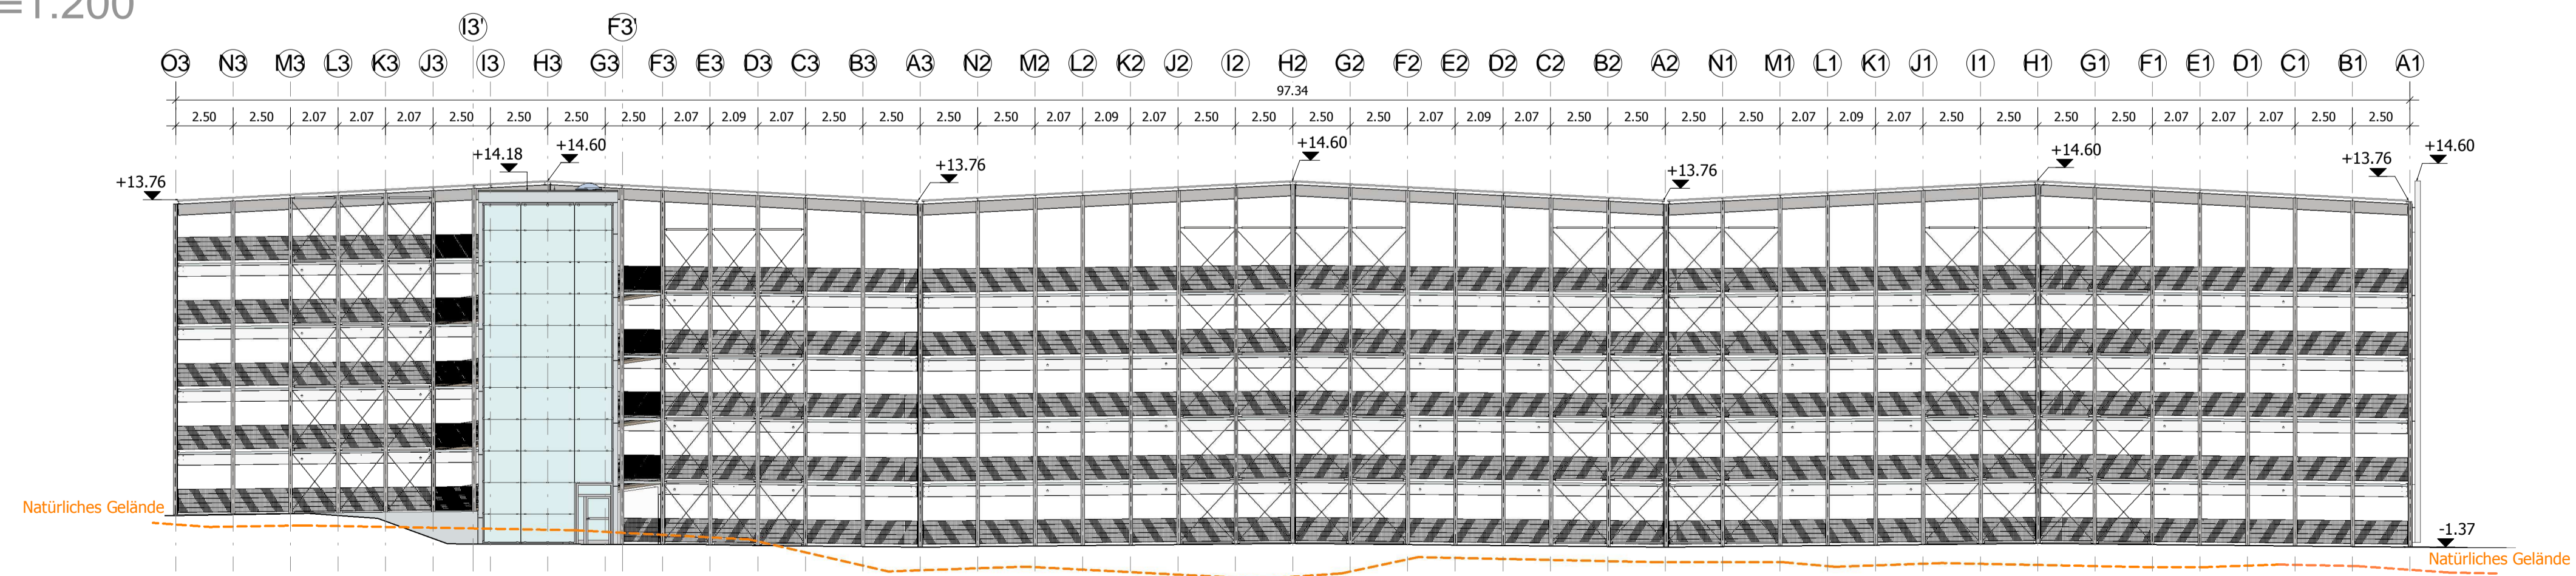 =1:200
I3' F3'
O3 N3 M3 L3 K3 J3 I3 H3 G3 F3 E3 D3 C3 B3 A3 N2 M2 L2 K2 J2 I2 H2 G2 F2 E2 D2 C2 B2 A2 N1 M1 L1 K1 J1 I1 H1 G1 F1 E1 D1 C1 B1 A1
97.34
2.50 2.50 2.07 2.07 2.07 2.50 2.50 2.50 2.50 2.07 2.09 2.07 2.50 2.50 2.50 2.50 2.07 2.09 2.07 2.50 2.50 2.50 2.50 2.07 2.09 2.07 2.50 2.50 2.50 2.50 2.07 2.09 2.07 2.50 2.50 2.50 2.50 2.07 2.07 2.07 2.50 2.50
+13.76 +14.18 +14.60 +13.76 +14.60 +13.76 +14.60 +13.76 +14.60
Natürliches Gelände
-1.37
Natürliches Gelände